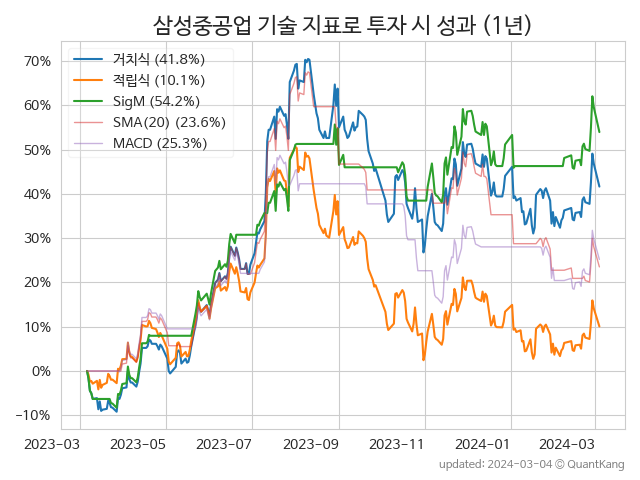 삼성중공업 기술 지표로 투자 시 성과 (1년)
거치식 (41.8%)
적립식 (10.1%)
SigM (54.2%)
SMA(20) (23.6%)
MACD (25.3%)
70%
60%
50%
40%
30%
20%
10%
0%
−10%
2023-03 2023-05 2023-07 2023-09 2023-11 2024-01 2024-03
updated: 2024-03-04 © QuantKang